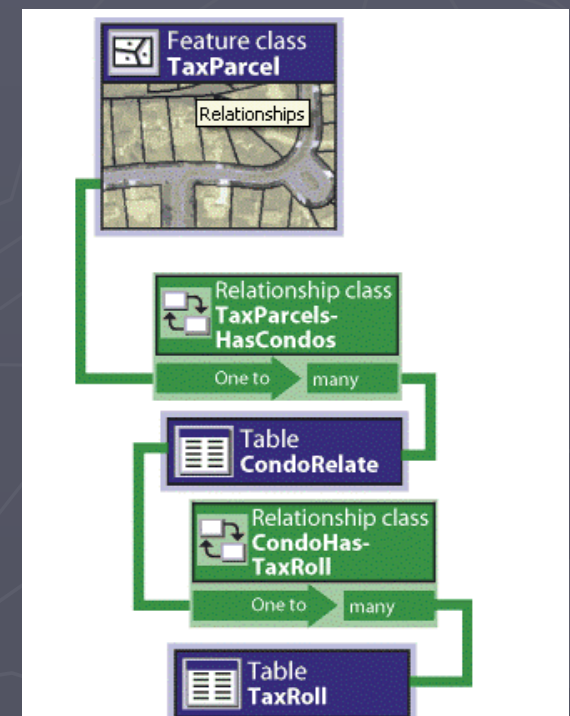 Feature class
TaxParcel
Relationships
Relationship class
TaxParcels-
HasCondos
One to many
Table
CondoRelate
Relationship class
CondoHas-
TaxRoll
One to many
Table
TaxRoll